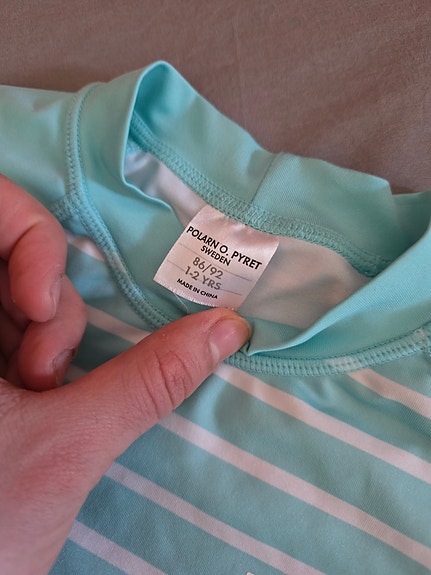 POLARN O. PYRET
SWEDEN
86/92
1-2 YRS
MADE IN CHINA